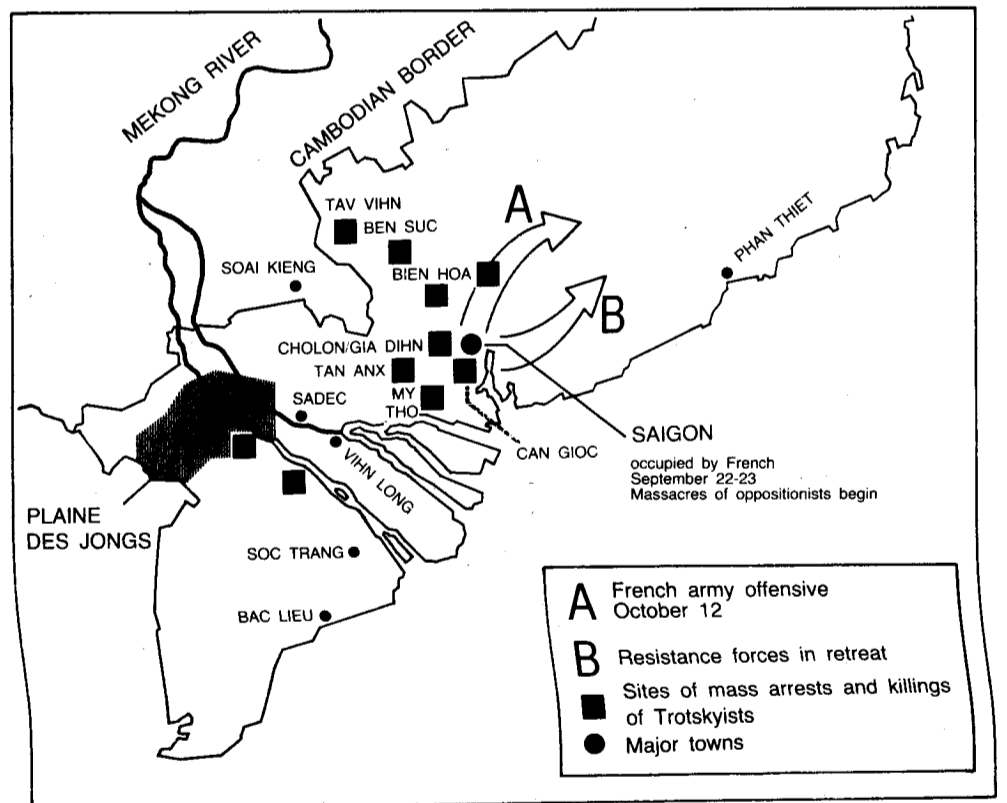 MEKONG RIVER
CAMBODIAN BORDER
TAV VIHN
BEN SUC
A
PHAN THIET
SOAI KIENG
BIEN HOA
B
CHOLON/GIA DIHN
TAN ANX
MY
THO
SADEC
SAIGON
occupied by French
September 22-23
Massacres of oppositionists begin
CAN GIOC
VIHN LONG
PLAINE
DES JONGS
SOC TRANG
BAC LIEU
A French army offensive
October 12
B Resistance forces in retreat
Sites of mass arrests and killings
of Trotskyists
Major towns